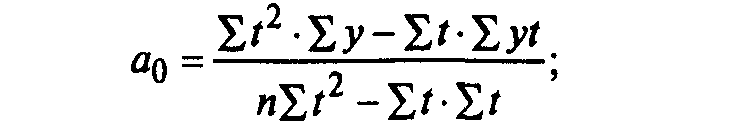 a₀ = (∑t² · ∑y − ∑t · ∑yt) / (n∑t² − ∑t · ∑t);